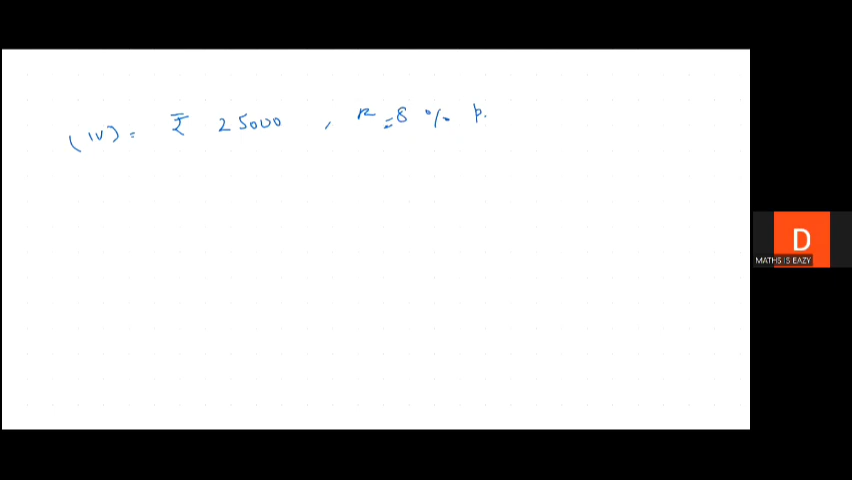 (iv) = ₹ 25000 , R = 8 % p.
D
MATHS IS EAZY